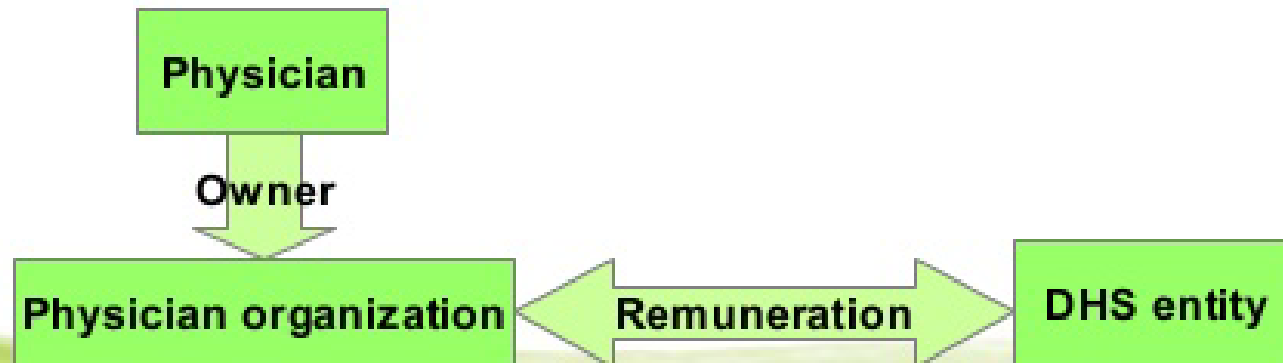 Physician
Owner
Physician organization
Remuneration
DHS entity